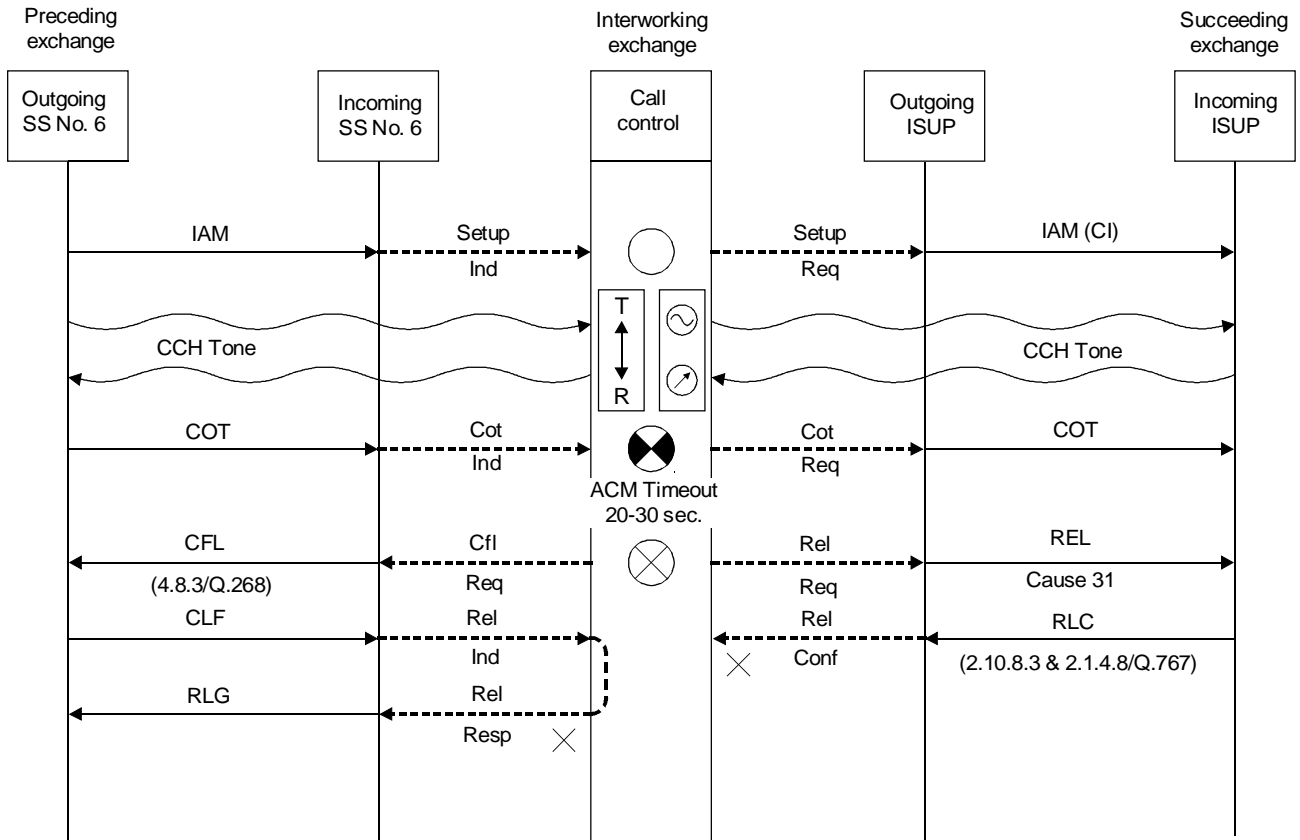 Preceding
exchange
Interworking
exchange
Succeeding
exchange
Outgoing
SS No. 6
Incoming
SS No. 6
Call
control
Outgoing
ISUP
Incoming
ISUP
IAM
Setup
Ind
Setup
Req
IAM (CI)
T
R
CCH Tone
CCH Tone
COT
Cot
Ind
Cot
Req
COT
ACM Timeout
20-30 sec.
CFL
(4.8.3/Q.268)
Cfl
Req
Rel
Req
REL
Cause 31
CLF
Rel
Ind
Rel
Conf
RLC
(2.10.8.3 & 2.1.4.8/Q.767)
RLG
Rel
Resp